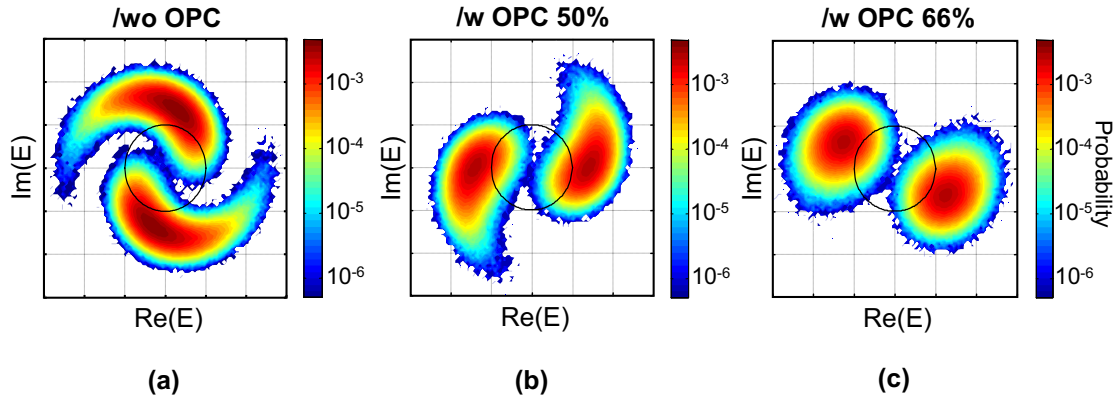 /wo OPC
/w OPC 50%
/w OPC 66%
Im(E)
Re(E)
10-3
10-4
10-5
10-6
Im(E)
Re(E)
10-3
10-4
10-5
10-6
Im(E)
Re(E)
10-3
10-4
10-5
10-6
Probability
(a)
(b)
(c)